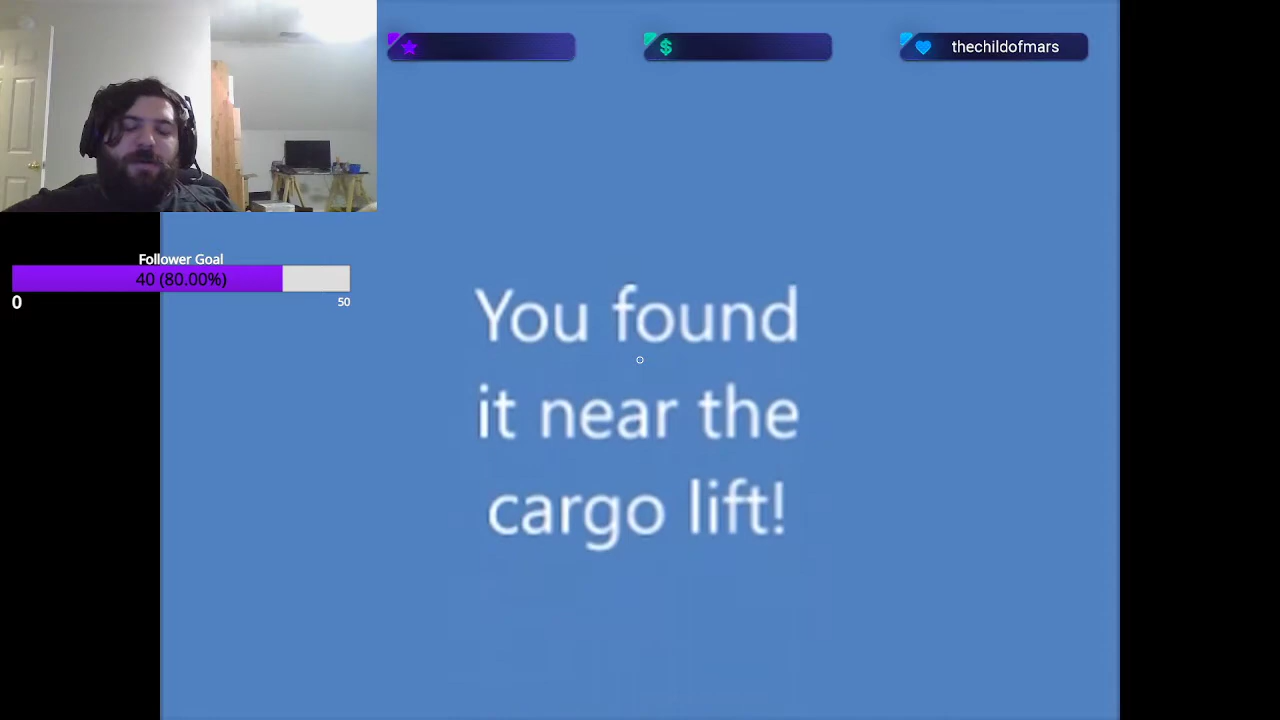 $
thechildofmars
Follower Goal
40 (80.00%)
0
50
You found
it near the
cargo lift!